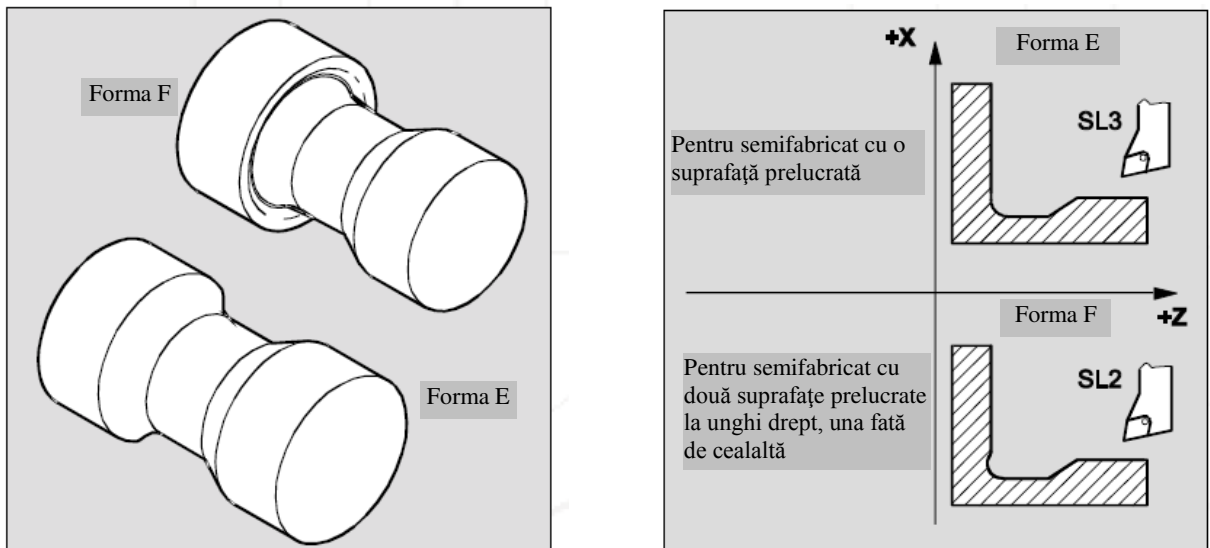 Forma F
Forma E
+X
Forma E
SL3
Pentru semifabricat cu o
suprafaţă prelucrată
Forma F
+Z
Pentru semifabricat cu
două suprafaţe prelucrate
la unghi drept, una fată
de cealaltă
SL2